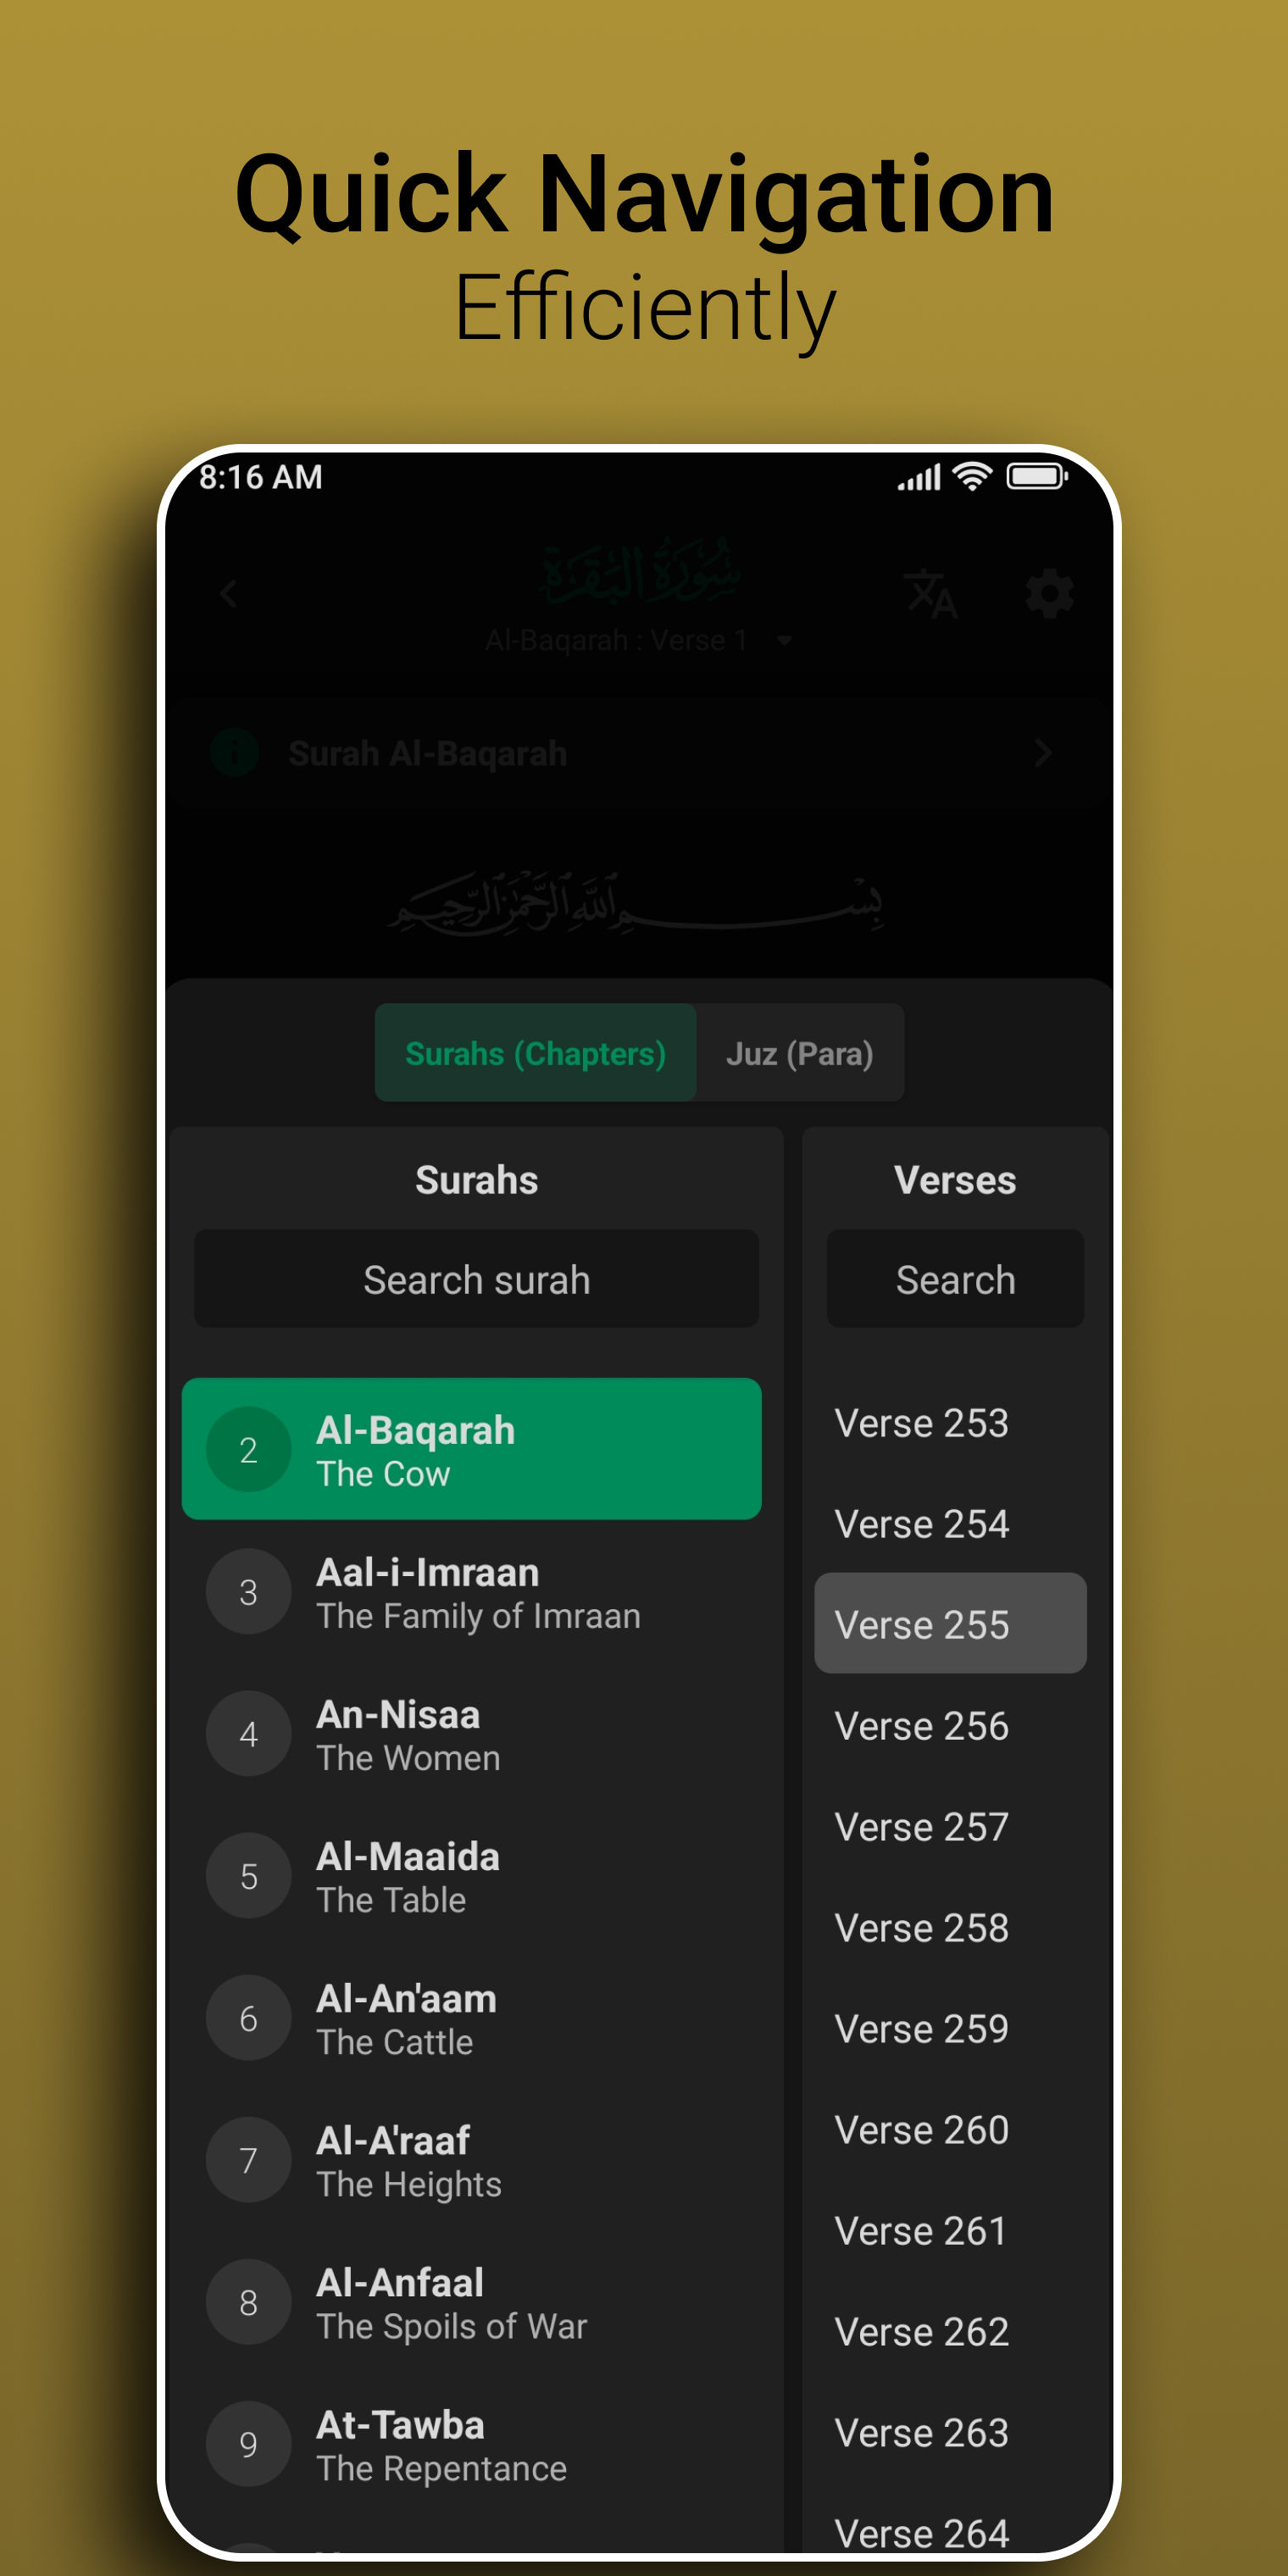 Quick Navigation
Efficiently
8:16 AM
سُورَةُ البَقَرَة
Al-Baqarah : Verse 1
Surah Al-Baqarah
بِسْمِ ٱللَّهِ ٱلرَّحْمَٰنِ ٱلرَّحِيمِ
Surahs (Chapters)
Juz (Para)
Surahs
Search surah
2
Al-Baqarah
The Cow
3
Aal-i-Imraan
The Family of Imraan
4
An-Nisaa
The Women
5
Al-Maaida
The Table
6
Al-An'aam
The Cattle
7
Al-A'raaf
The Heights
8
Al-Anfaal
The Spoils of War
9
At-Tawba
The Repentance
Verses
Search
Verse 253
Verse 254
Verse 255
Verse 256
Verse 257
Verse 258
Verse 259
Verse 260
Verse 261
Verse 262
Verse 263
Verse 264